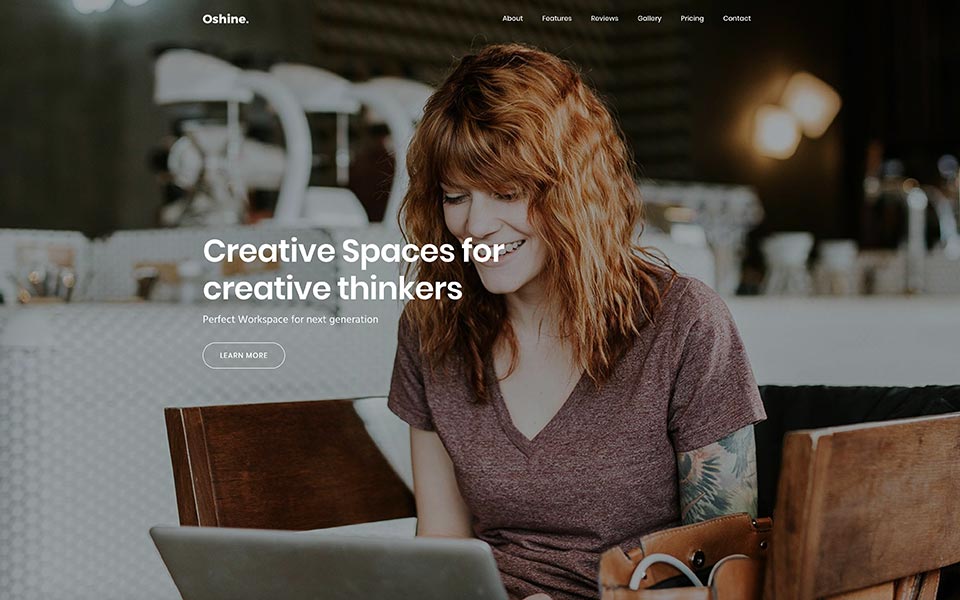 Oshine.
About Features Reviews Gallery Pricing Contact
Creative Spaces for
creative thinkers
Perfect Workspace for next generation
LEARN MORE